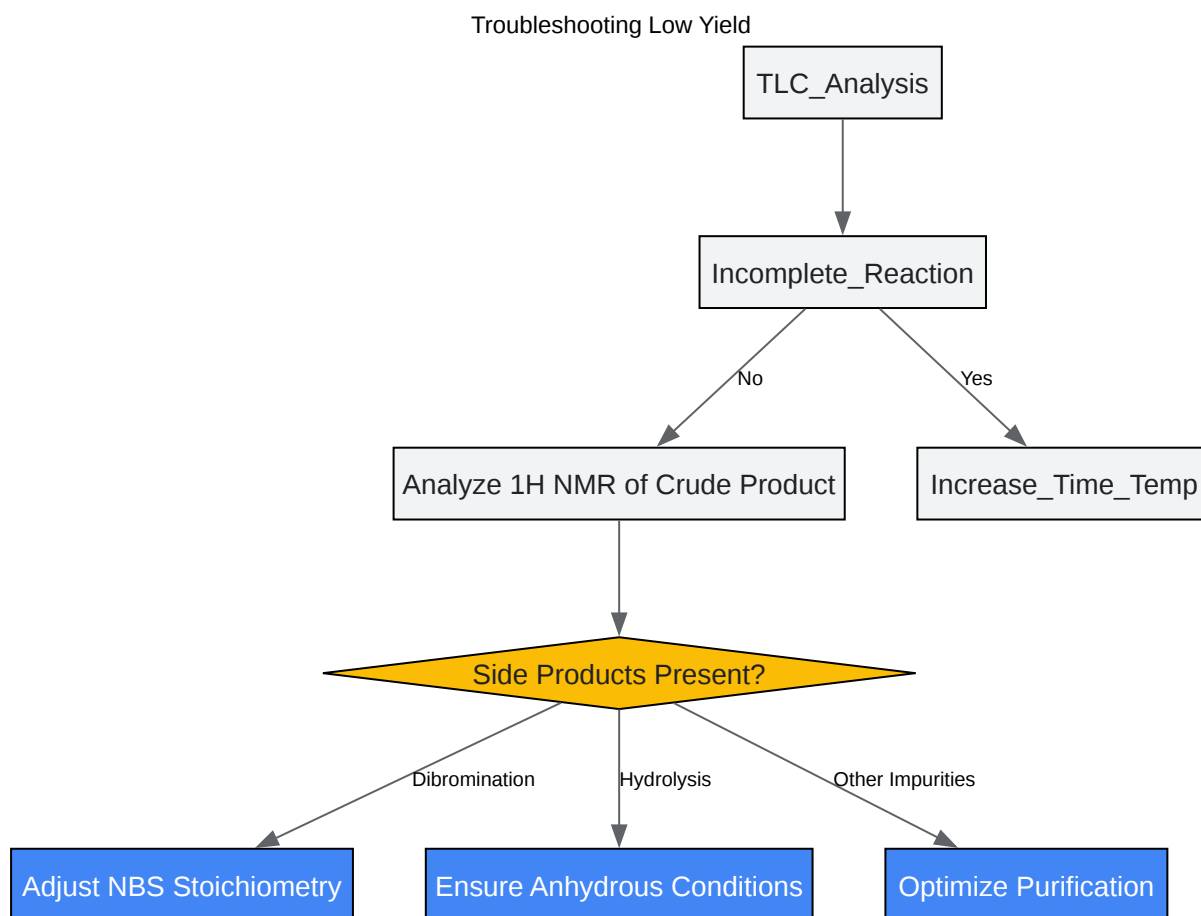 Troubleshooting Low Yield
TLC_Analysis
Incomplete_Reaction
No
Yes
Analyze 1H NMR of Crude Product
Increase_Time_Temp
Side Products Present?
Dibromination
Hydrolysis
Other Impurities
Adjust NBS Stoichiometry
Ensure Anhydrous Conditions
Optimize Purification